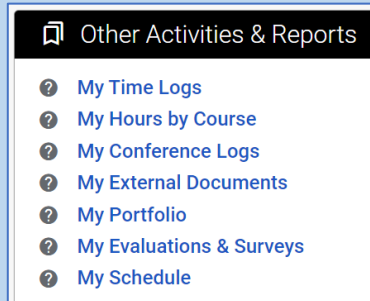 Other Activities & Reports
My Time Logs
My Hours by Course
My Conference Logs
My External Documents
My Portfolio
My Evaluations & Surveys
My Schedule